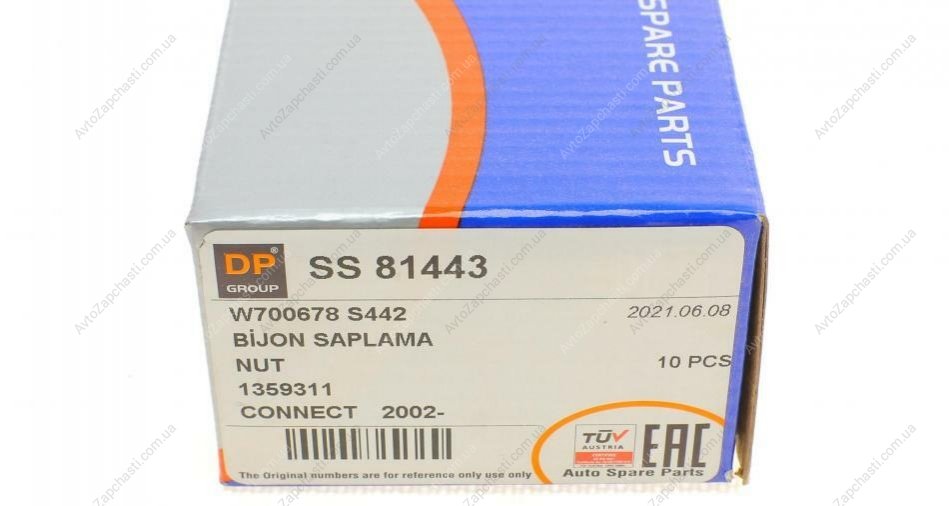 SPARE PARTS
DP®
GROUP
SS 81443
W700678 S442
2021.06.08
BİJON SAPLAMA
NUT
10 PCS
1359311
CONNECT 2002-
TÜV
AUSTRIA
EAC
The Original numbers are for reference only use only
Auto Spare Parts
AvtoZapchasti.com.ua